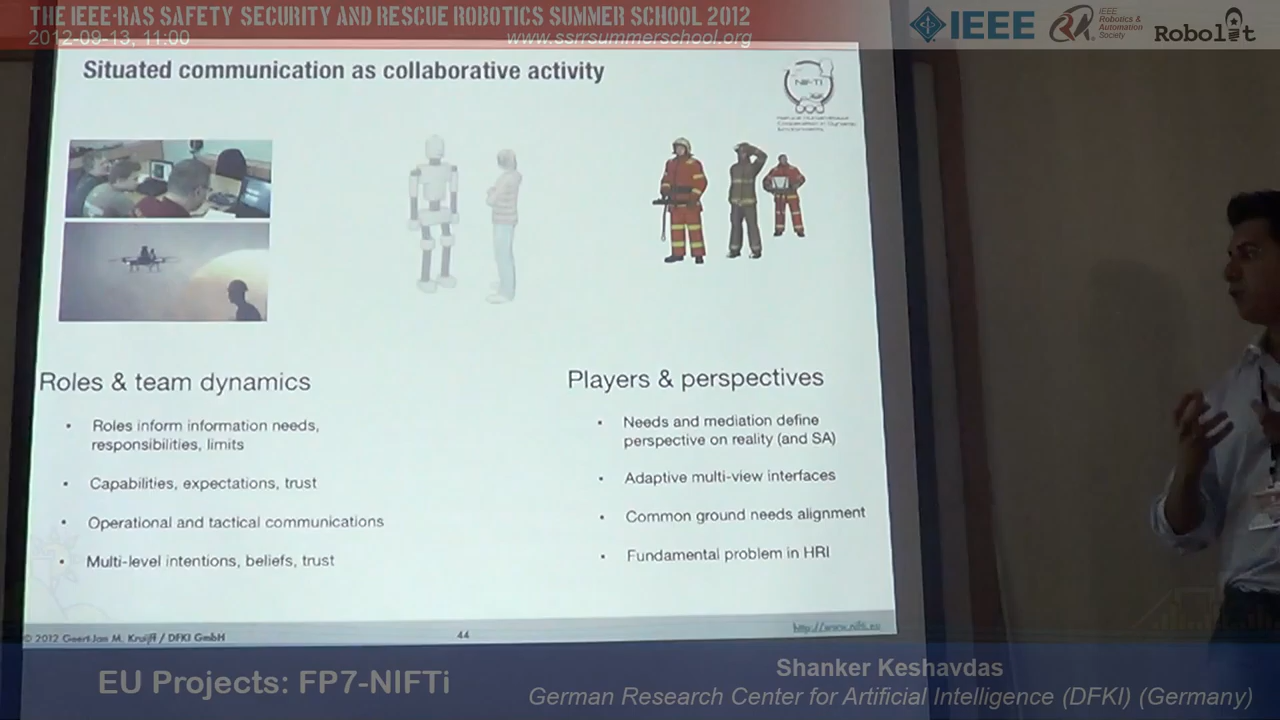 THE IEEE-RAS SAFETY SECURITY AND RESCUE ROBOTICS SUMMER SCHOOL 2012
2012-09-13, 11:00
www.ssrrsummerschool.org
IEEE
IEEE
Robotics &
Automation
Society
Robolit
Situated communication as collaborative activity
NIFTi
Roles & team dynamics
• Roles inform information needs,
responsibilities, limits
• Capabilities, expectations, trust
• Operational and tactical communications
• Multi-level intentions, beliefs, trust
Players & perspectives
• Needs and mediation define
perspective on reality (and SA)
• Adaptive multi-view interfaces
• Common ground needs alignment
• Fundamental problem in HRI
© 2012 Geert-Jan M. Kruijff / DFKI GmbH
44
http://www.nifti.eu
EU Projects: FP7-NIFTi
Shanker Keshavdas
German Research Center for Artificial Intelligence (DFKI) (Germany)